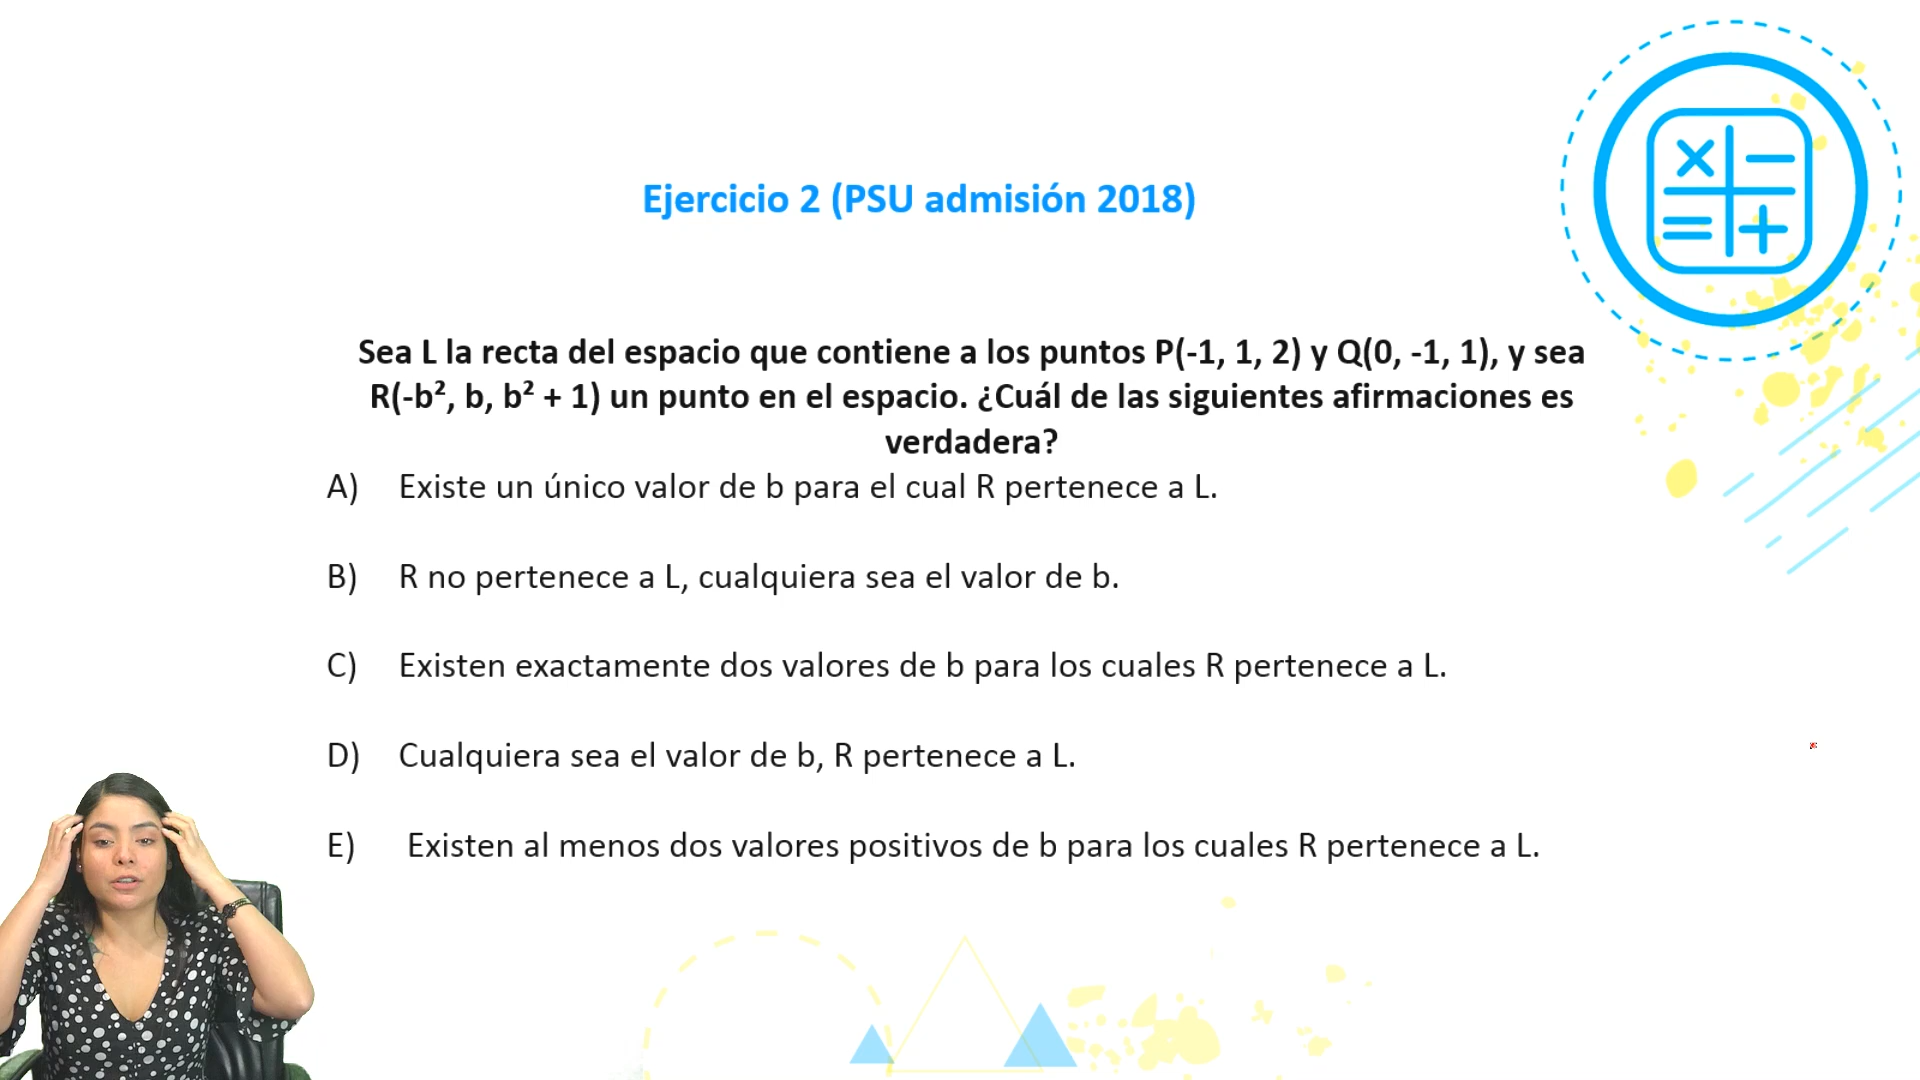 Ejercicio 2 (PSU admisión 2018)
Sea L la recta del espacio que contiene a los puntos P(-1, 1, 2) y Q(0, -1, 1), y sea
R(-b², b, b² + 1) un punto en el espacio. ¿Cuál de las siguientes afirmaciones es
verdadera?
A) Existe un único valor de b para el cual R pertenece a L.
B) R no pertenece a L, cualquiera sea el valor de b.
C) Existen exactamente dos valores de b para los cuales R pertenece a L.
D) Cualquiera sea el valor de b, R pertenece a L.
E) Existen al menos dos valores positivos de b para los cuales R pertenece a L.